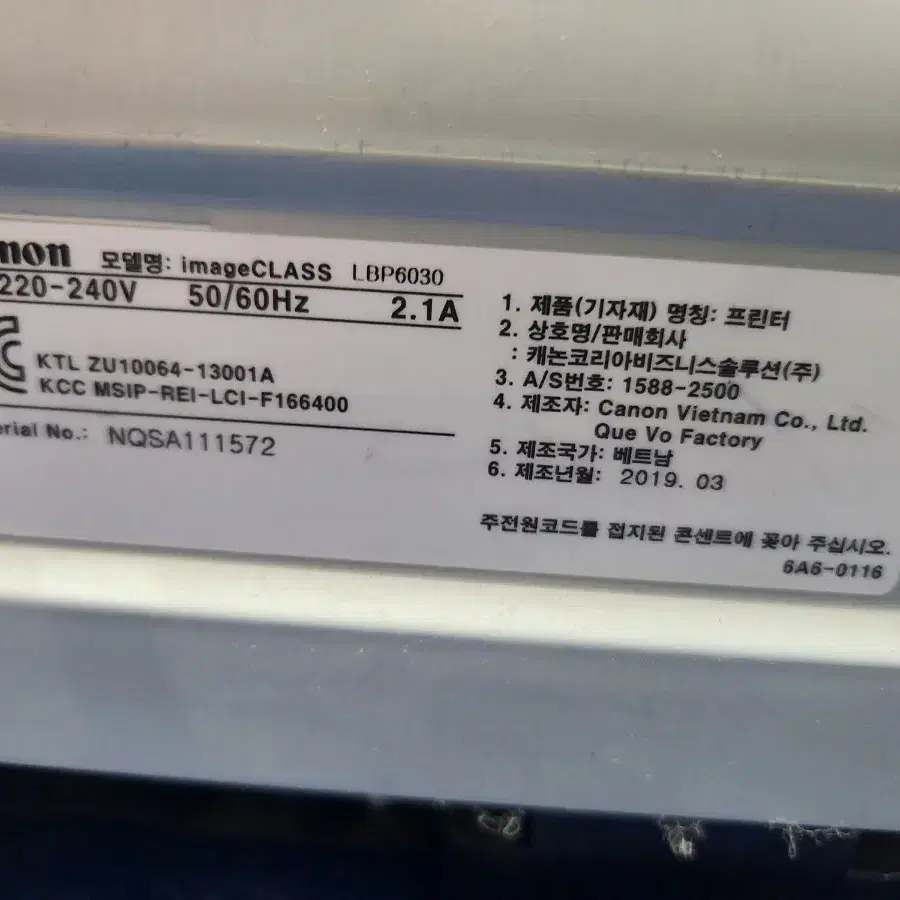 non 모델명: imageCLASS LBP6030
220-240V 50/60Hz 2.1A
KTL ZU10064-13001A
KCC MSIP-REI-LCI-F166400
erial No.: NQSA111572
1. 제품(기자재) 명칭: 프린터
2. 상호명/판매회사
: 캐논코리아비즈니스솔루션(주)
3. A/S번호: 1588-2500
4. 제조자: Canon Vietnam Co., Ltd.
Que Vo Factory
5. 제조국가: 베트남
6. 제조년월: 2019. 03
주전원코드를 접지된 콘센트에 꽂아 주십시오.
6A6-0116